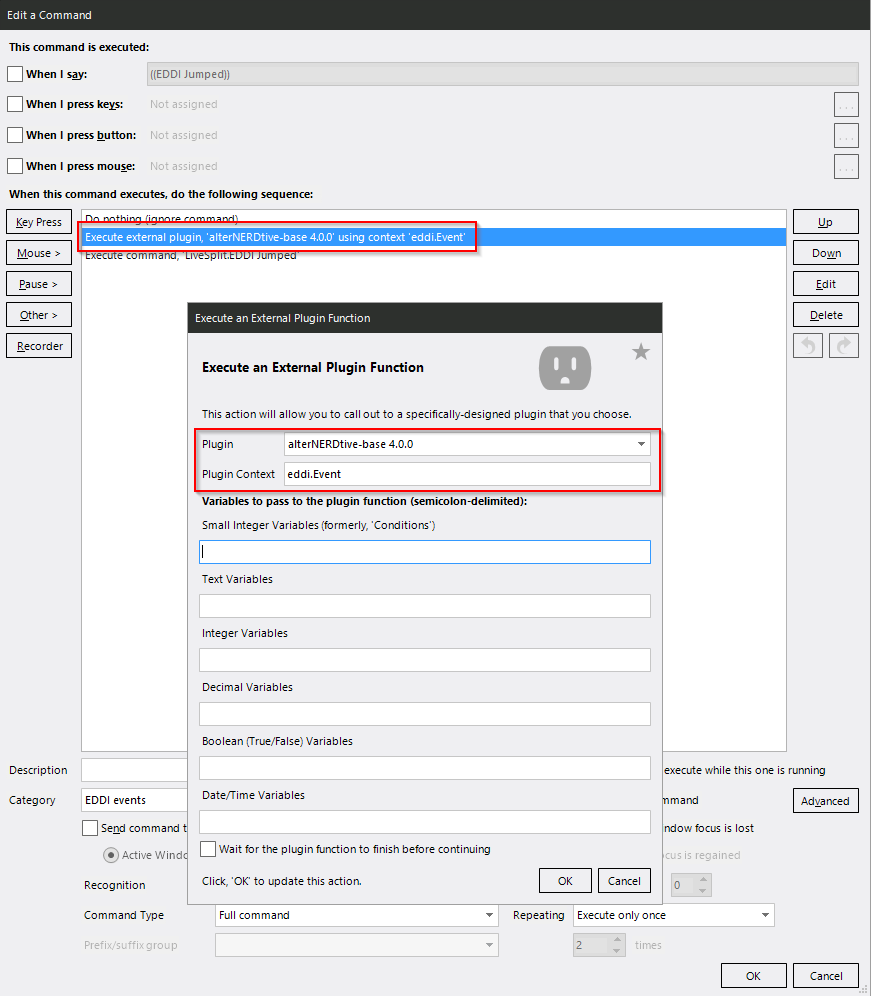 Edit a Command
This command is executed:
When I say: ((EDDI Jumped))
When I press keys: Not assigned ...
When I press button: Not assigned ...
When I press mouse: Not assigned ...
When this command executes, do the following sequence:
Key Press
Mouse >
Pause >
Other >
Recorder
Do nothing (ignore command)
Execute external plugin, 'alterNERDtive-base 4.0.0' using context 'eddi.Event'
Execute command, 'LiveSplit.EDDI Jumped'
Up
Down
Edit
Delete
Execute an External Plugin Function
Execute an External Plugin Function
This action will allow you to call out to a specifically-designed plugin that you choose.
Plugin alterNERDtive-base 4.0.0
Plugin Context eddi.Event
Variables to pass to the plugin function (semicolon-delimited):
Small Integer Variables (formerly, 'Conditions')
Text Variables
Integer Variables
Decimal Variables
Boolean (True/False) Variables
Date/Time Variables
Wait for the plugin function to finish before continuing
Click, 'OK' to update this action.
OK Cancel
Description execute while this one is running
Category EDDI events Advanced
Send command
Active focus is lost
is regained
Recognition 0
Command Type Full command Repeating Execute only once
Prefix/suffix group 2 times
OK Cancel